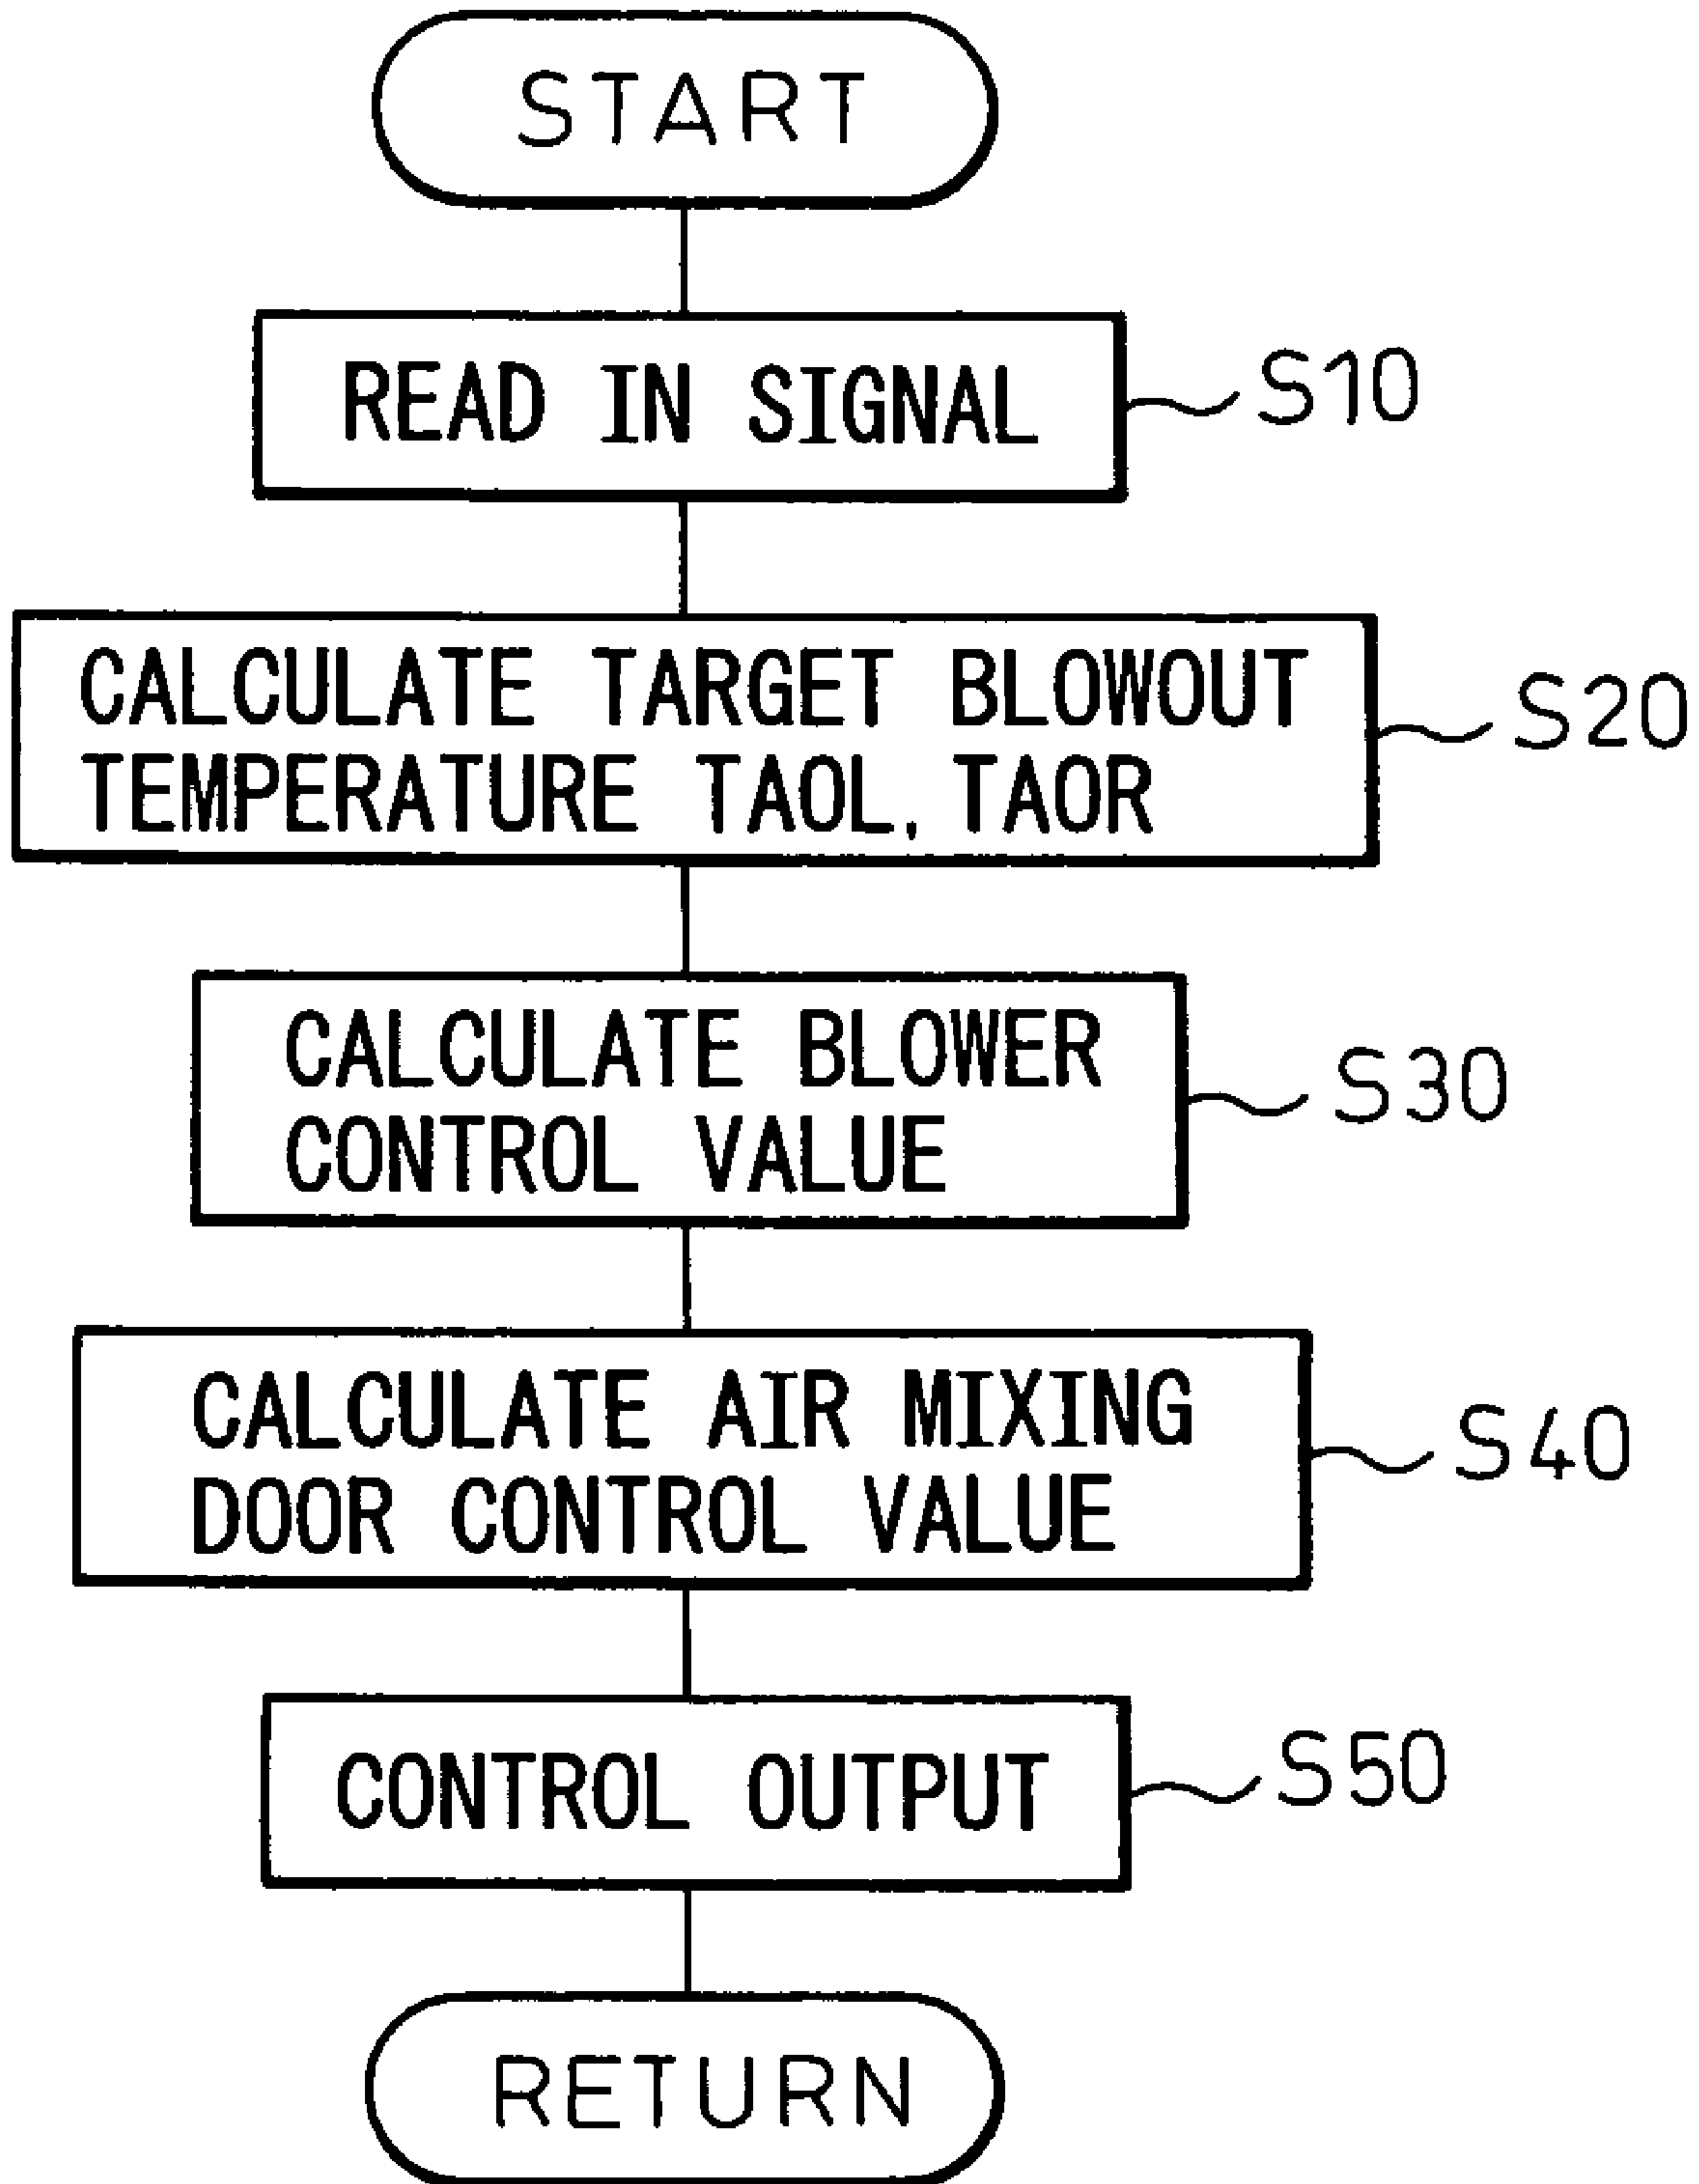 START
READ IN SIGNAL
S10
CALCULATE TARGET BLOWOUT
TEMPERATURE TAOL, TAOR
S20
CALCULATE BLOWER
CONTROL VALUE
S30
CALCULATE AIR MIXING
DOOR CONTROL VALUE
S40
CONTROL OUTPUT
S50
RETURN